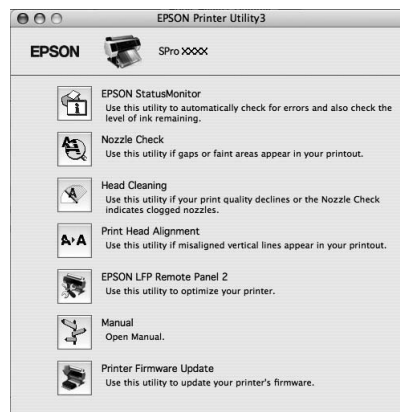 EPSON Printer Utility3
EPSON SPro XXXX
EPSON StatusMonitor
Use this utility to automatically check for errors and also check the
level of ink remaining.
Nozzle Check
Use this utility if gaps or faint areas appear in your printout.
Head Cleaning
Use this utility if your print quality declines or the Nozzle Check
indicates clogged nozzles.
Print Head Alignment
Use this utility if misaligned vertical lines appear in your printout.
EPSON LFP Remote Panel 2
Use this utility to optimize your printer.
Manual
Open Manual.
Printer Firmware Update
Use this utility to update your printer's firmware.